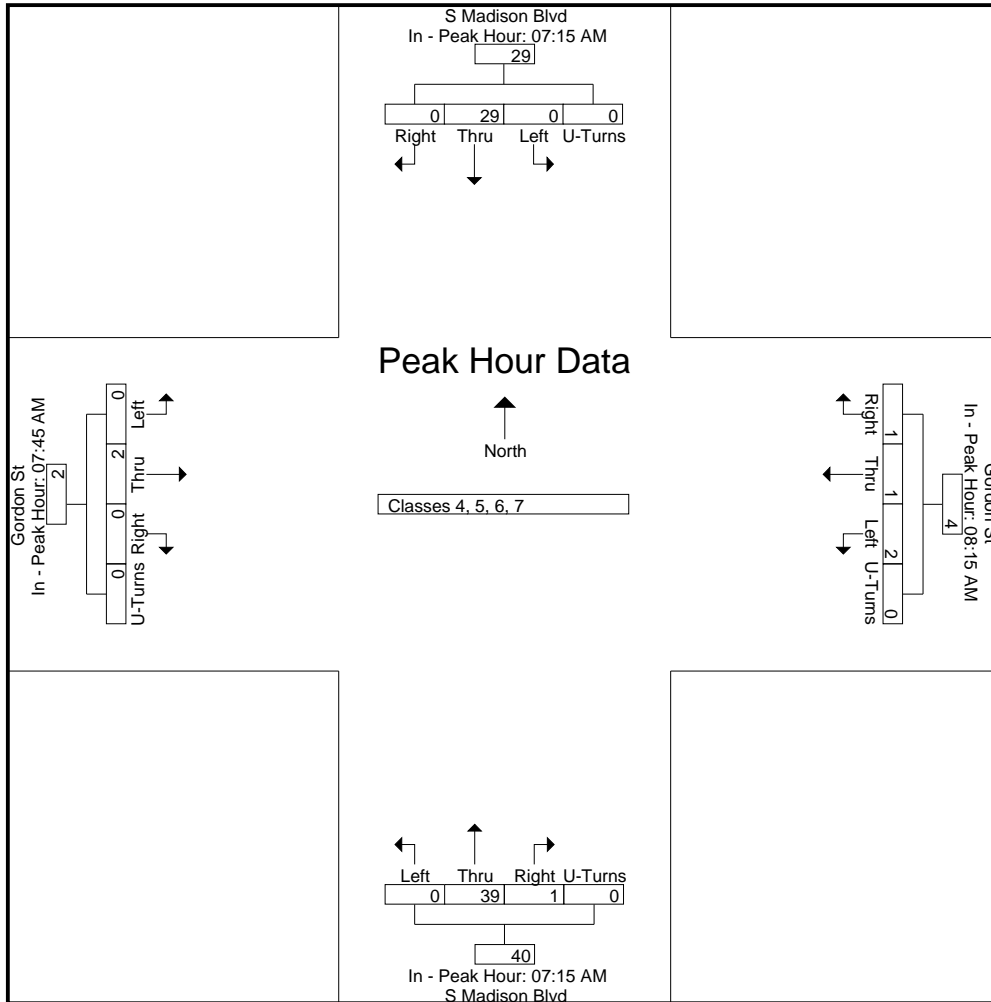 S Madison Blvd
In - Peak Hour: 07:15 AM
29
0 29 0 0
Right Thru Left U-Turns
Peak Hour Data
North
Classes 4, 5, 6, 7
Gordon St
In - Peak Hour: 07:45 AM
2
0 2 0 0
Left Thru Right U-Turns
Gordon St
In - Peak Hour: 08:15 AM
4
1 1 2 0
Right Thru Left U-Turns
Left Thru Right U-Turns
0 39 1 0
40
In - Peak Hour: 07:15 AM
S Madison Blvd